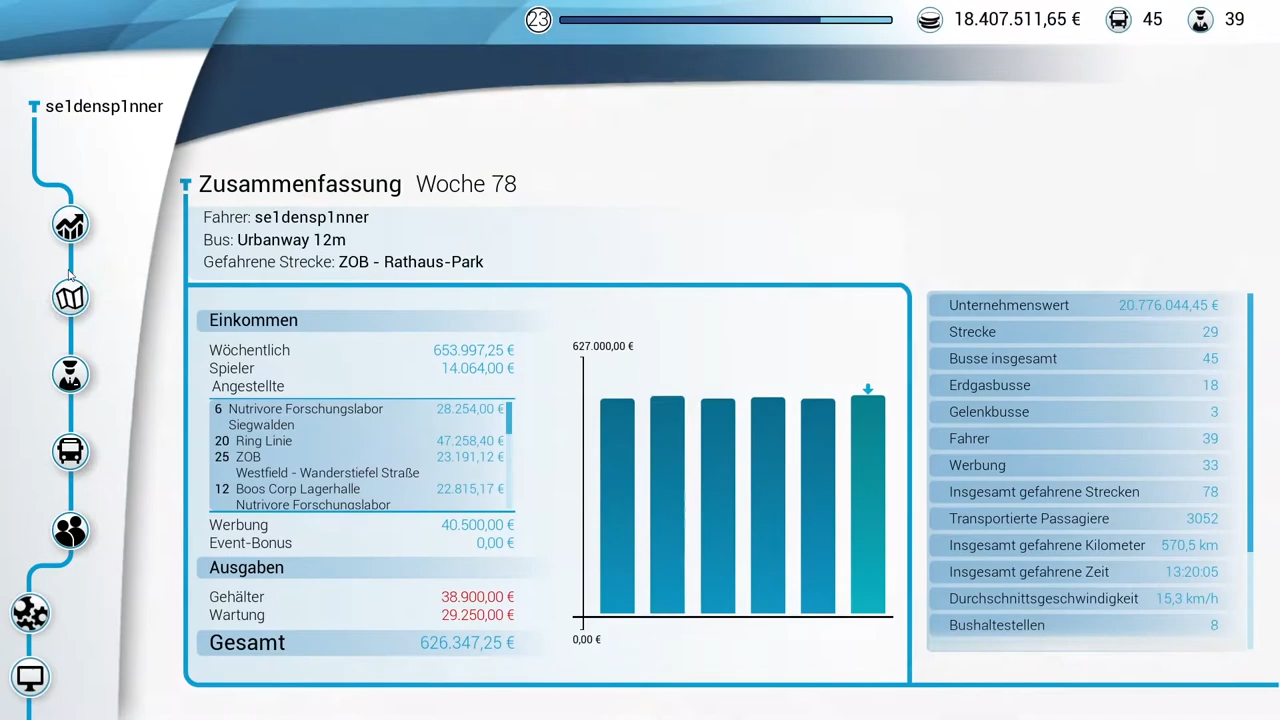 23
18.407.511,65 €
45
39
se1densp1nner
Zusammenfassung Woche 78
Fahrer: se1densp1nner
Bus: Urbanway 12m
Gefahrene Strecke: ZOB - Rathaus-Park
Einkommen
Wöchentlich 653.997,25 €
Spieler 14.064,00 €
Angestellte
6 Nutrivore Forschungslabor 28.254,00 €
Siegwalden
20 Ring Linie 47.258,40 €
25 ZOB 23.191,12 €
Westfield - Wanderstiefel Straße
12 Boos Corp Lagerhalle 22.815,17 €
Nutrivore Forschungslabor
Werbung 40.500,00 €
Event-Bonus 0,00 €
Ausgaben
Gehälter 38.900,00 €
Wartung 29.250,00 €
Gesamt 626.347,25 €
627.000,00 €
0,00 €
Unternehmenswert 20.776.044,45 €
Strecke 29
Busse insgesamt 45
Erdgasbusse 18
Gelenkbusse 3
Fahrer 39
Werbung 33
Insgesamt gefahrene Strecken 78
Transportierte Passagiere 3052
Insgesamt gefahrene Kilometer 570,5 km
Insgesamt gefahrene Zeit 13:20:05
Durchschnittsgeschwindigkeit 15,3 km/h
Bushaltestellen 8